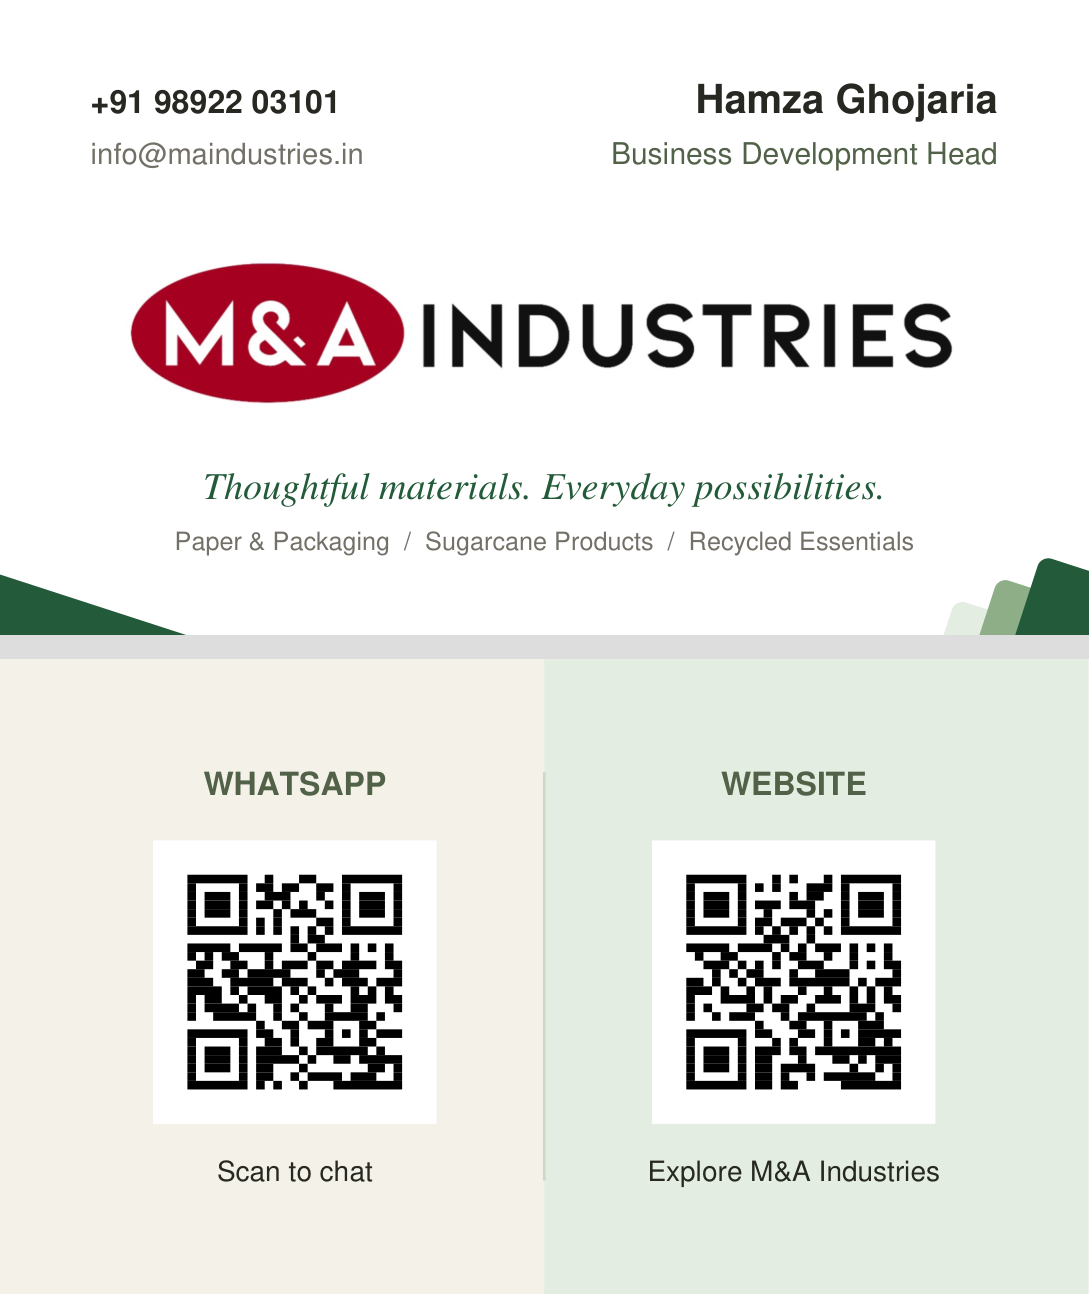 +91 98922 03101
info@maindustries.in
Hamza Ghojaria
Business Development Head
M&A INDUSTRIES
Thoughtful materials. Everyday possibilities.
Paper & Packaging / Sugarcane Products / Recycled Essentials
WHATSAPP
Scan to chat
WEBSITE
Explore M&A Industries